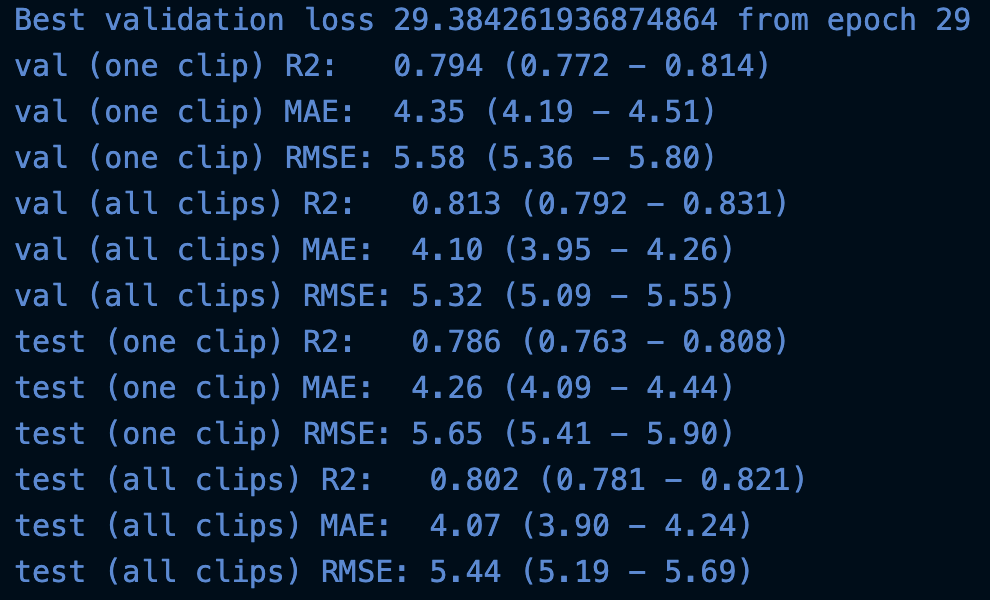 Best validation loss 29.384261936874864 from epoch 29
val (one clip) R2:   0.794 (0.772 - 0.814)
val (one clip) MAE:  4.35 (4.19 - 4.51)
val (one clip) RMSE: 5.58 (5.36 - 5.80)
val (all clips) R2:   0.813 (0.792 - 0.831)
val (all clips) MAE:  4.10 (3.95 - 4.26)
val (all clips) RMSE: 5.32 (5.09 - 5.55)
test (one clip) R2:   0.786 (0.763 - 0.808)
test (one clip) MAE:  4.26 (4.09 - 4.44)
test (one clip) RMSE: 5.65 (5.41 - 5.90)
test (all clips) R2:   0.802 (0.781 - 0.821)
test (all clips) MAE:  4.07 (3.90 - 4.24)
test (all clips) RMSE: 5.44 (5.19 - 5.69)